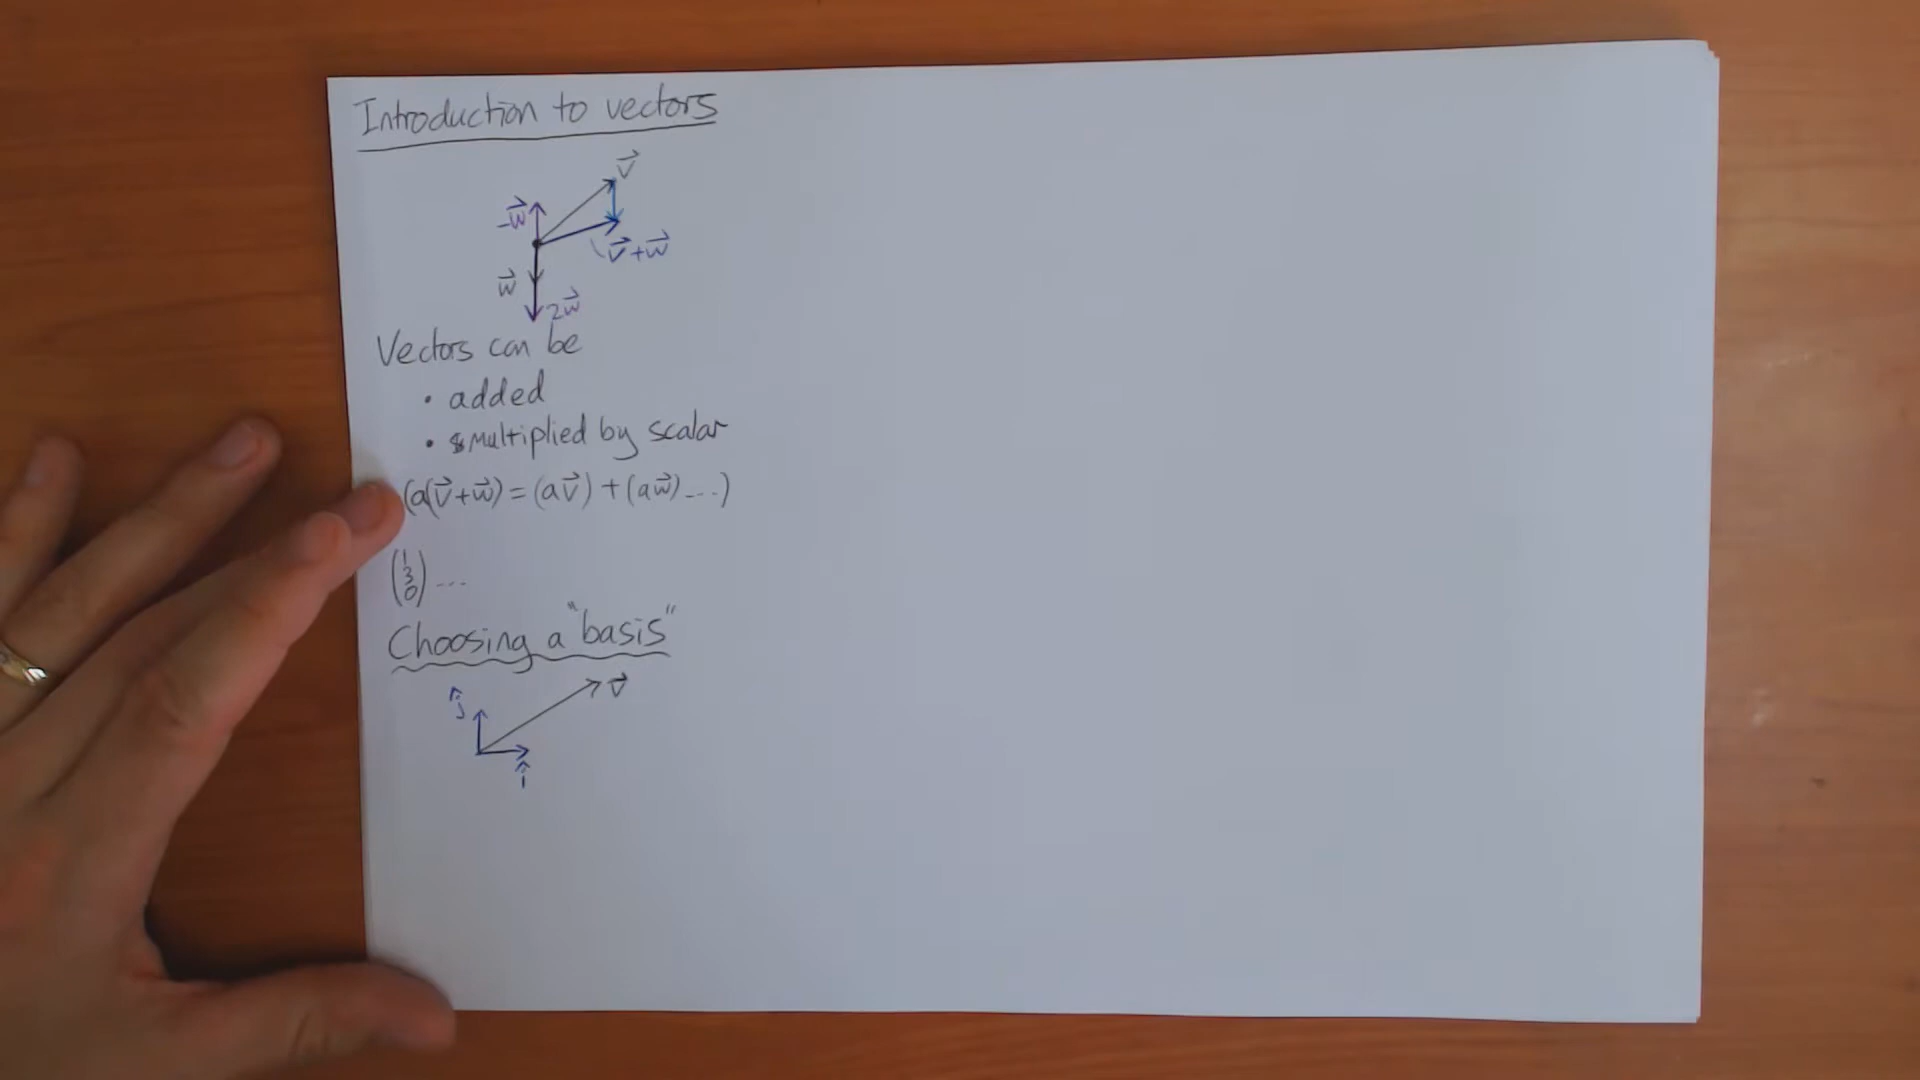 Introduction to vectors
v⃗
-w⃗
v⃗+w⃗
w⃗
2w⃗
Vectors can be
• added
• multiplied by scalar
(a(v⃗+w⃗) = (av⃗) + (aw⃗) ...)
(1 3 0) ...
Choosing a "basis"
v⃗
ĵ
î